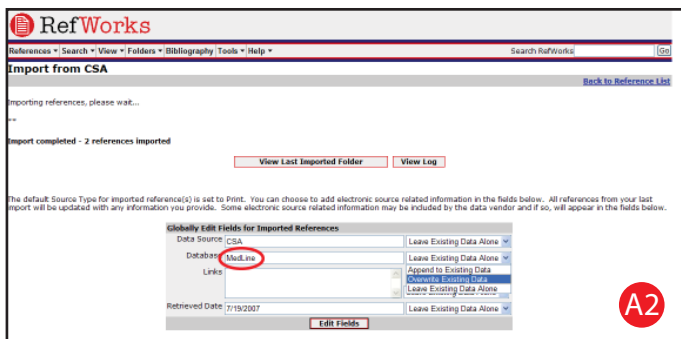 RefWorks
References Search View Folders Bibliography Tools Help Search RefWorks Go
Import from CSA
Back to Reference List
Importing references, please wait...
==
Import completed - 2 references imported
View Last Imported Folder View Log
The default Source Type for imported reference(s) is set to Print. You can choose to add electronic source related information in the fields below. All references from your last
import will be updated with any information you provide. Some electronic source related information may be included by the data vendor and if so, will appear in the fields below.
Globally Edit Fields for Imported References
Data Source CSA Leave Existing Data Alone
Database MedLine Leave Existing Data Alone
Links Append to Existing Data
Overwrite Existing Data
Leave Existing Data Alone
Retrieved Date 7/19/2007 Leave Existing Data Alone
Edit Fields
A2